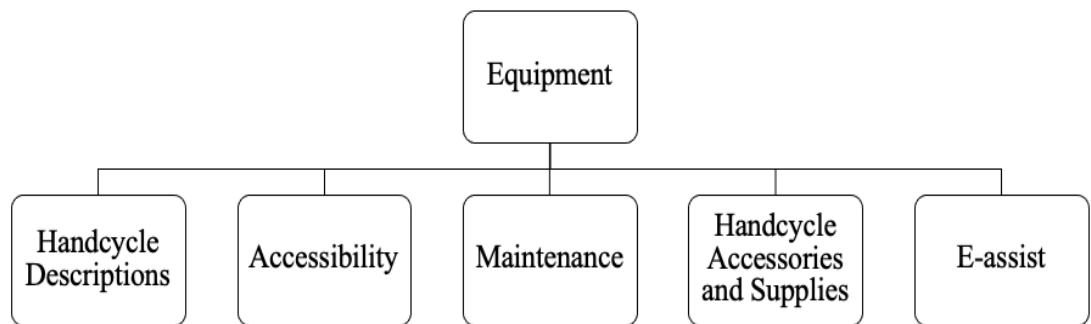 Equipment
Handcycle
Descriptions
Accessibility
Maintenance
Handcycle
Accessories
and Supplies
E-assist